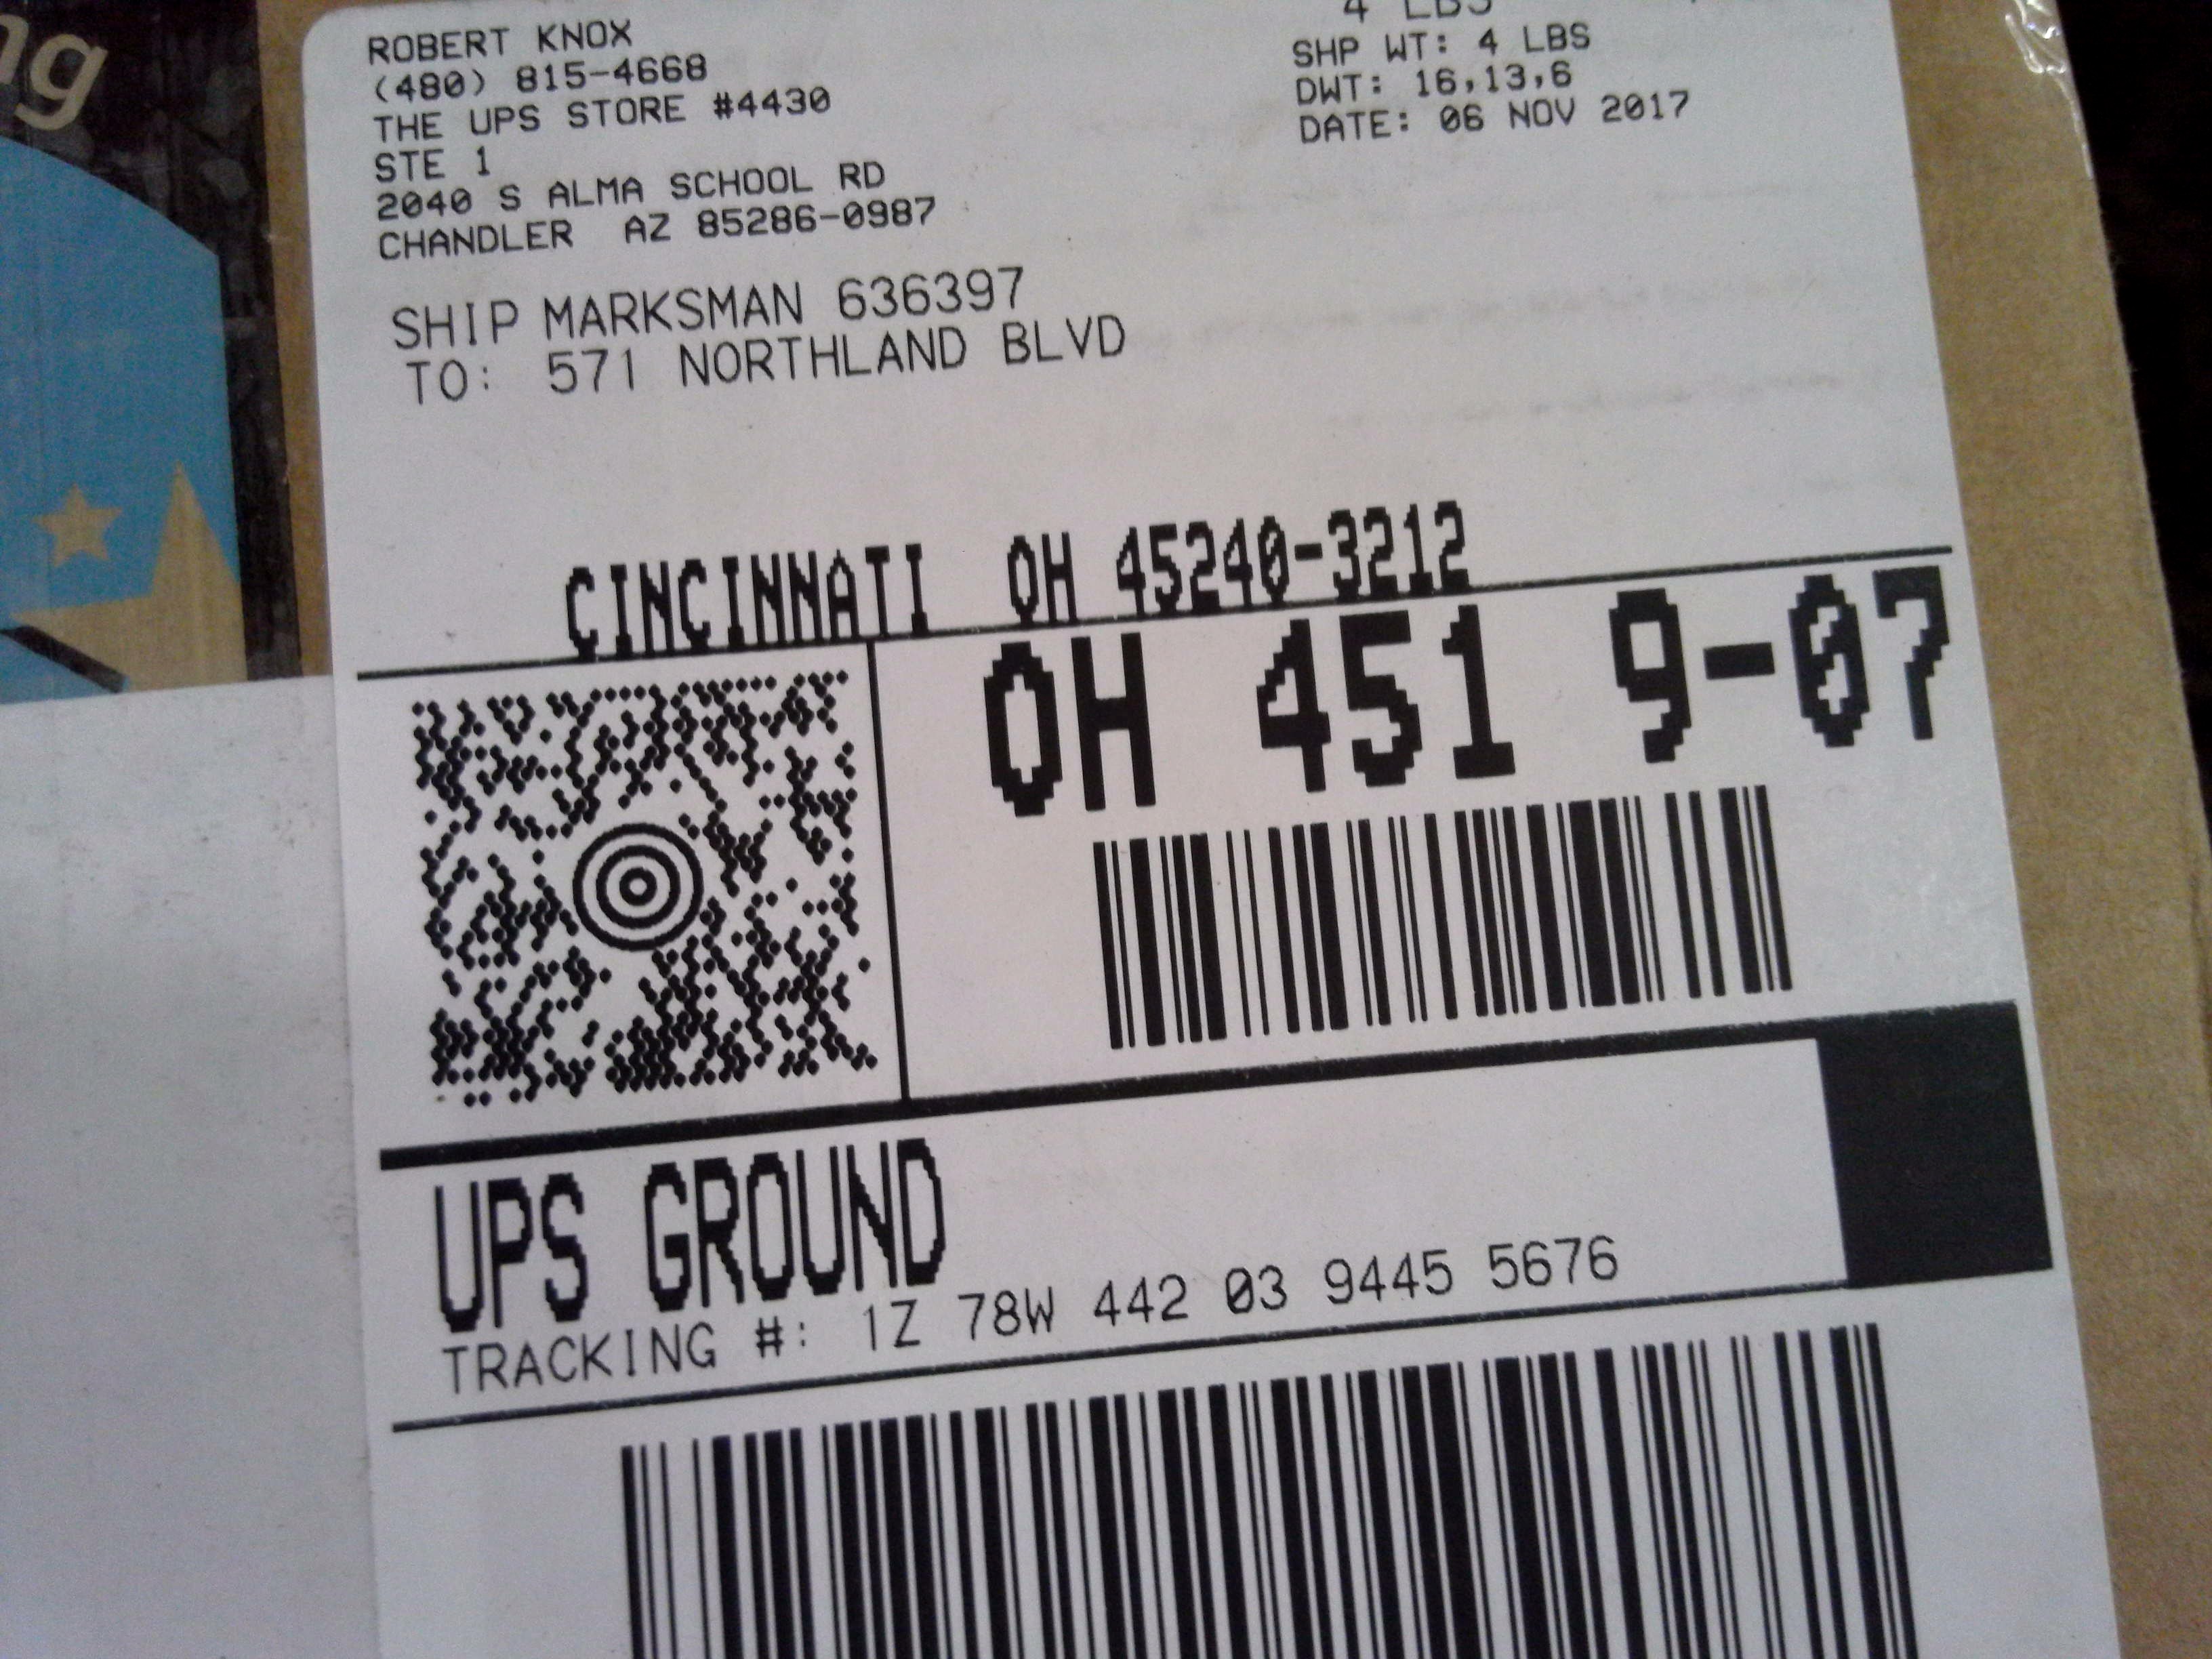 ng
ROBERT KNOX
(480) 815-4668
THE UPS STORE #4430
STE 1
2040 S ALMA SCHOOL RD
CHANDLER AZ 85286-0987
4 LBS
SHP WT: 4 LBS
DWT: 16,13,6
DATE: 06 NOV 2017
SHIP MARKSMAN 636397
TO: 571 NORTHLAND BLVD
CINCINNATI OH 45240-3212
OH 451 9-07
UPS GROUND
TRACKING #: 1Z 78W 442 03 9445 5676